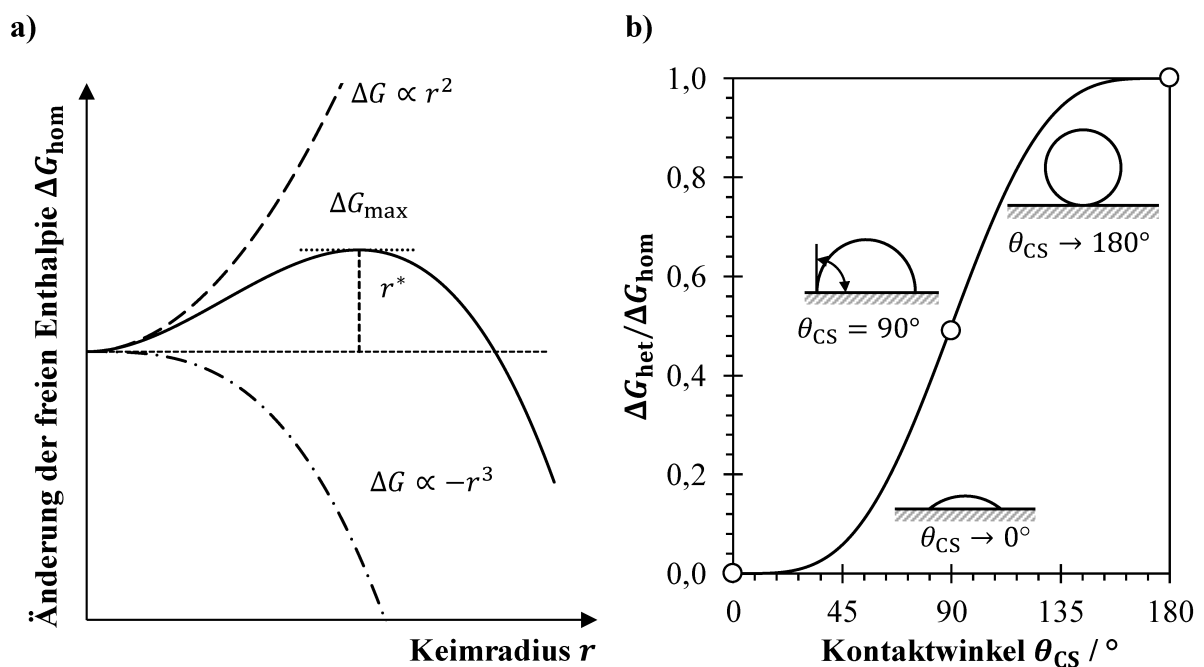 a)
Änderung der freien Enthalpie ΔG_hom
ΔG ∝ r²
ΔG_max
r*
ΔG ∝ −r³
Keimradius r
b)
ΔG_het/ΔG_hom
1,0
0,8
0,6
0,4
0,2
0,0
θ_CS → 180°
θ_CS = 90°
θ_CS → 0°
0 45 90 135 180
Kontaktwinkel θ_CS / °